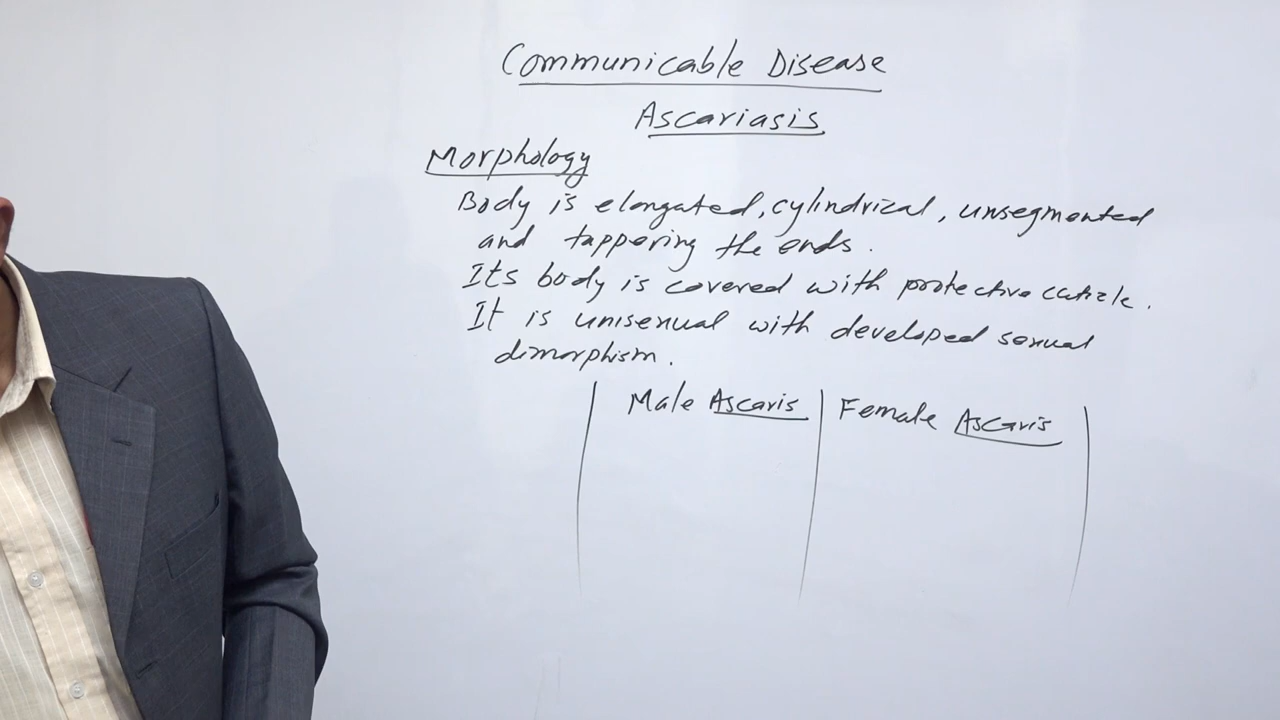 Communicable Disease
Ascariasis
Morphology
Body is elongated, cylindrical, unsegmented
and tappering the ends.
Its body is covered with protective cuticle.
It is unisexual with developed sexual
dimorphism.
Male Ascaris Female Ascaris